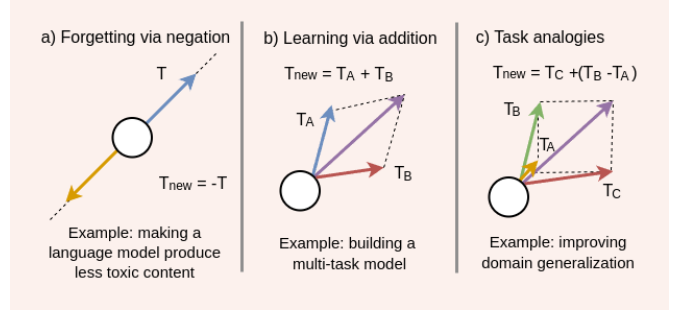 a) Forgetting via negation
T
Tnew = -T
Example: making a
language model produce
less toxic content
b) Learning via addition
Tnew = TA + TB
TA
TB
Example: building a
multi-task model
c) Task analogies
Tnew = TC +(TB -TA)
TB
TA
TC
Example: improving
domain generalization